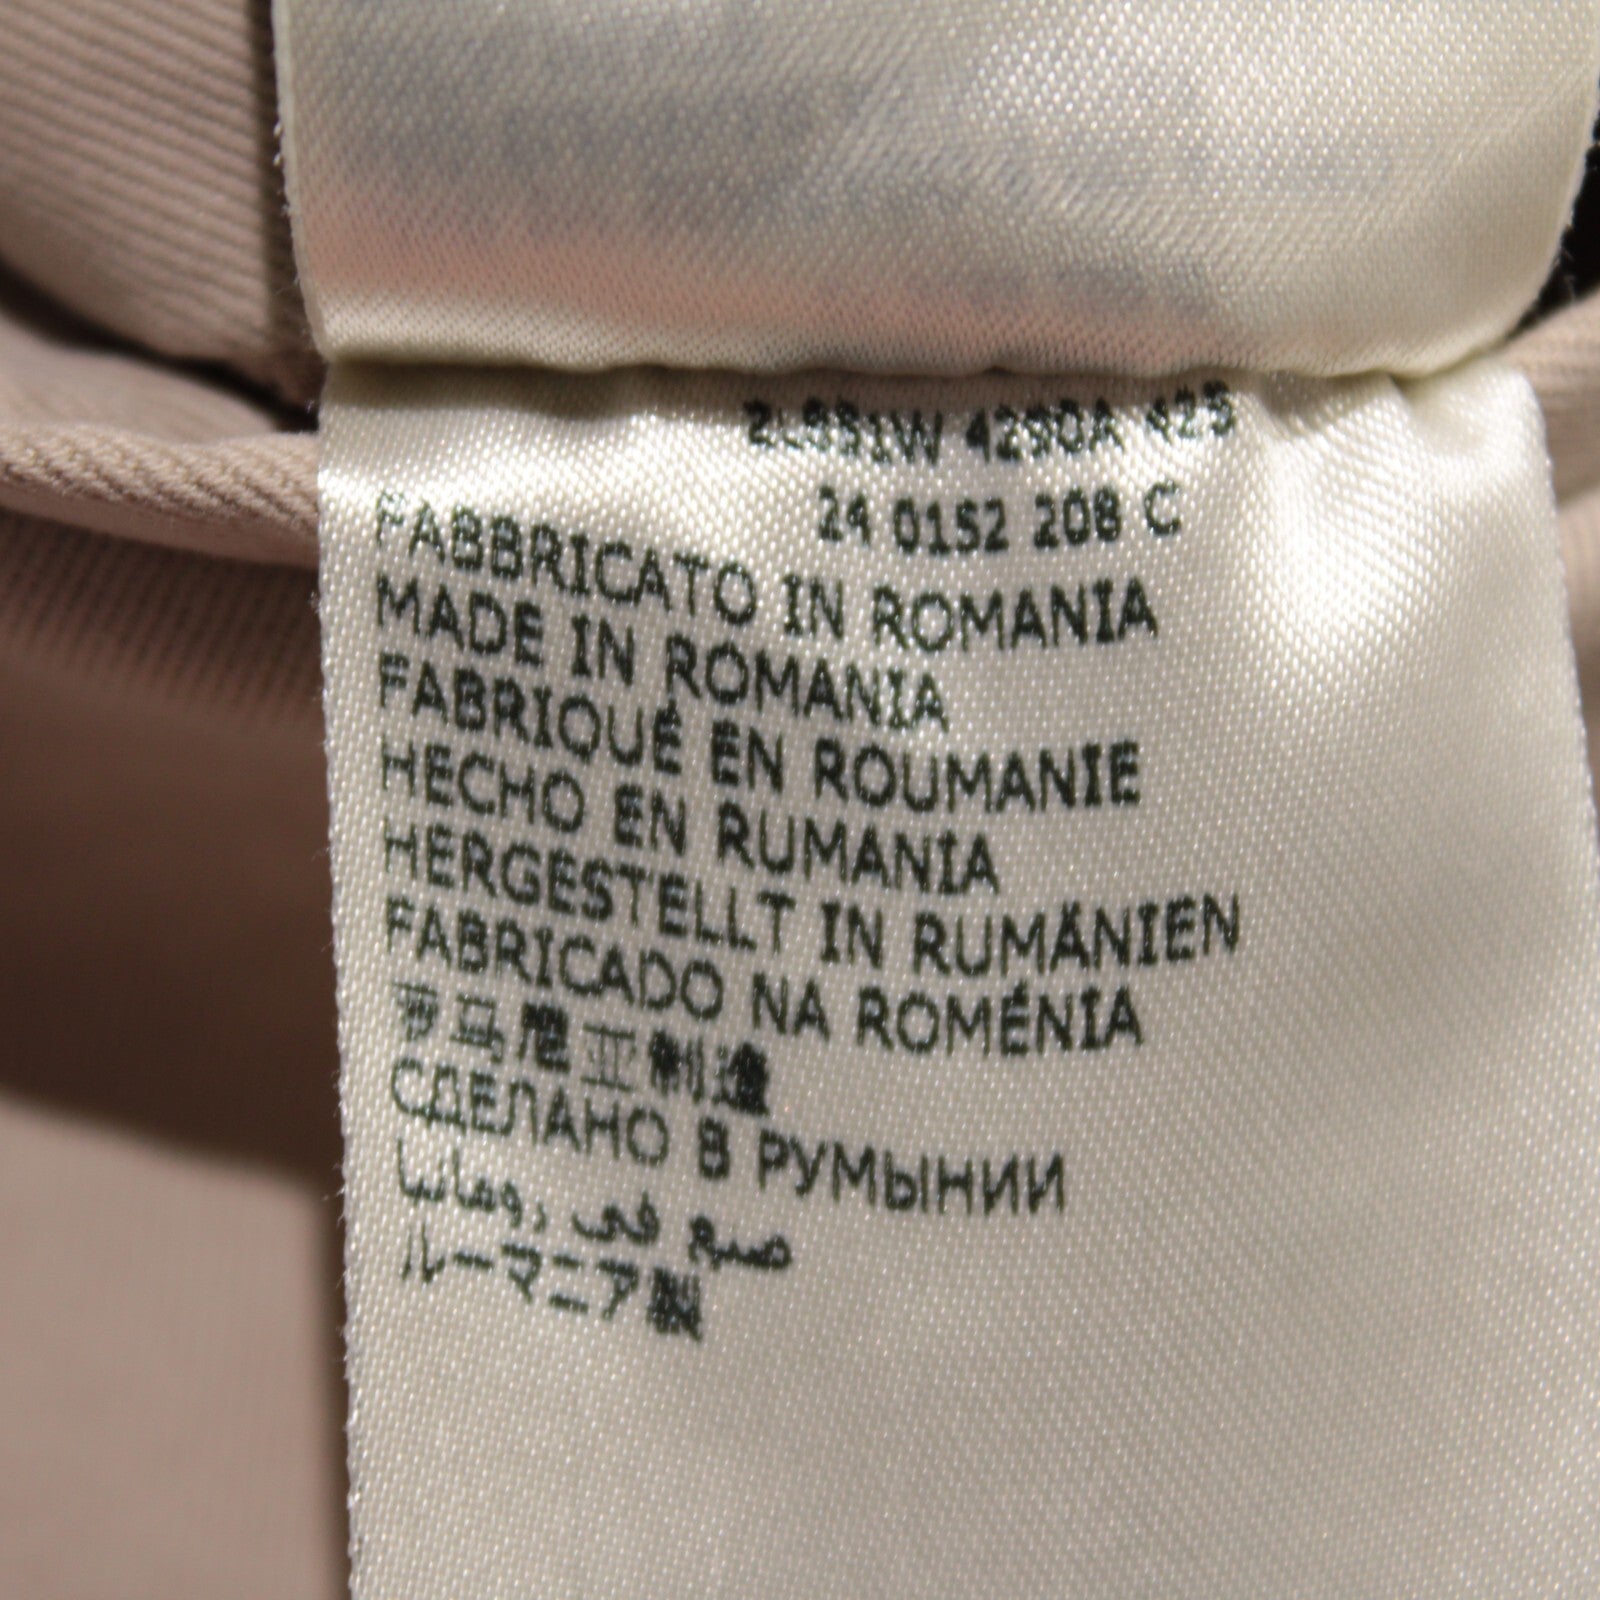 4290A
24 0152 208 C
FABBRICATO IN ROMANIA
MADE IN ROMANIA
FABRIQUÉ EN ROUMANIE
HECHO EN RUMANIA
HERGESTELLT IN RUMÄNIEN
FABRICADO NA ROMÉNIA
罗马尼亚制造
СДЕЛАНО В РУМЫНИИ
صنع في رومانيا
ルーマニア製